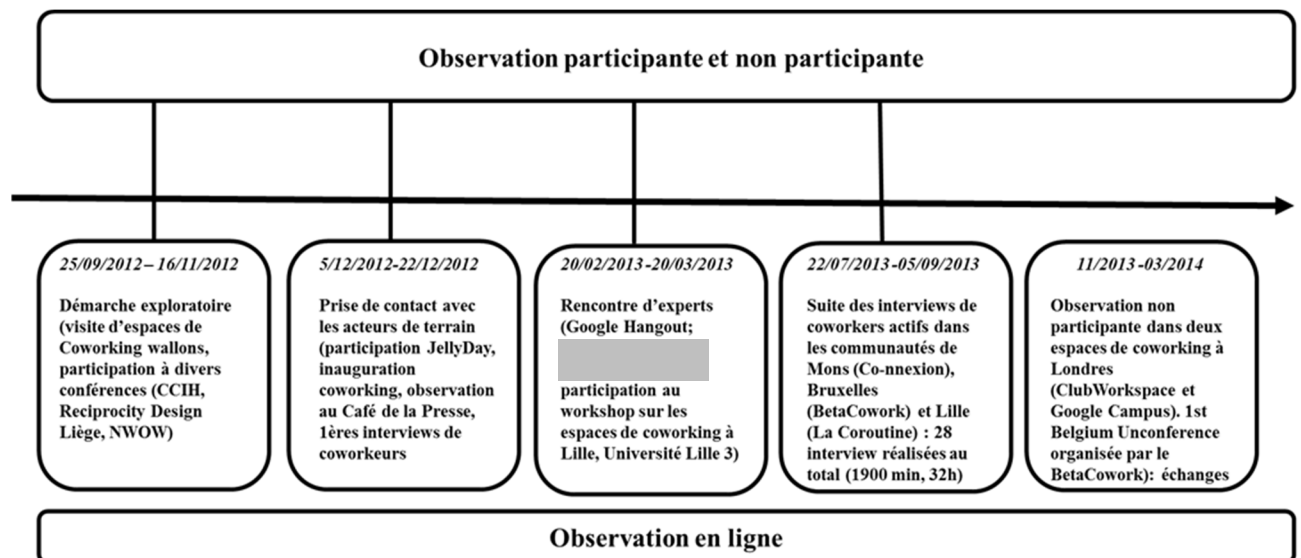 Observation participante et non participante
25/09/2012– 16/11/2012
Démarche exploratoire
(visite d'espaces de
Coworking wallons,
participation à divers
conférences (CCIH,
Reciprocity Design
Liège, NWOW)
5/12/2012-22/12/2012
Prise de contact avec
les acteurs de terrain
(participation JellyDay,
inauguration
coworking, observation
au Café de la Presse,
1ères interviews de
coworkeurs
20/02/2013-20/03/2013
Rencontre d'experts
(Google Hangout;
participation au
workshop sur les
espaces de coworking à
Lille, Université Lille 3)
22/07/2013-05/09/2013
Suite des interviews de
coworkers actifs dans
les communautés de
Mons (Co-nnexion),
Bruxelles
(BetaCowork) et Lille
(La Coroutine) : 28
interview réalisées au
total (1900 min, 32h)
11/2013-03/2014
Observation non
participante dans deux
espaces de coworking à
Londres
(ClubWorkspace et
Google Campus). 1st
Belgium Unconference
organisée par le
BetaCowork): échanges
Observation en ligne